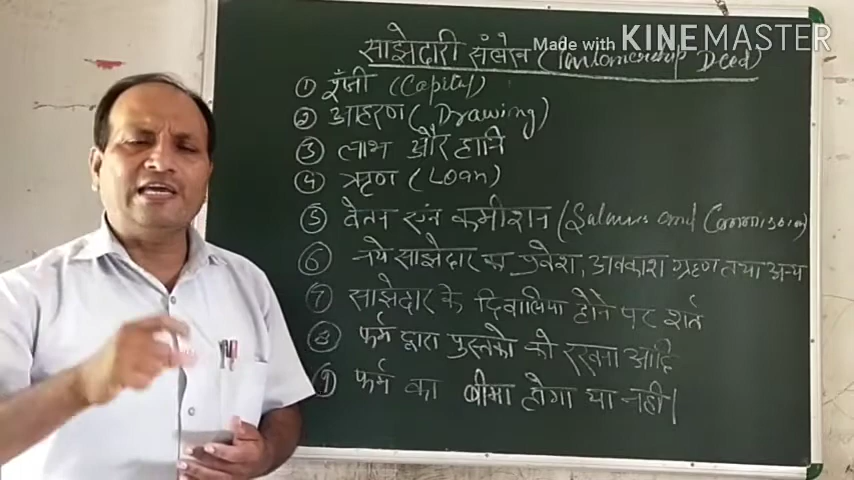 Made with KINEMASTER
साझेदारी संलेख (Partnership Deed)
① पूँजी (Capital)
② आहरण (Drawing)
③ लाभ और हानि
④ ऋण (Loan)
⑤ वेतन एवं कमीशन (Salaries and Commission)
⑥ नये साझेदार का प्रवेश, अवकाश ग्रहण तथा अन्य
⑦ साझेदार के दिवालिया होने पर शर्त
⑧ फर्म द्वारा पुस्तको को रखना आदि
⑨ फर्म का बीमा होगा या नही।